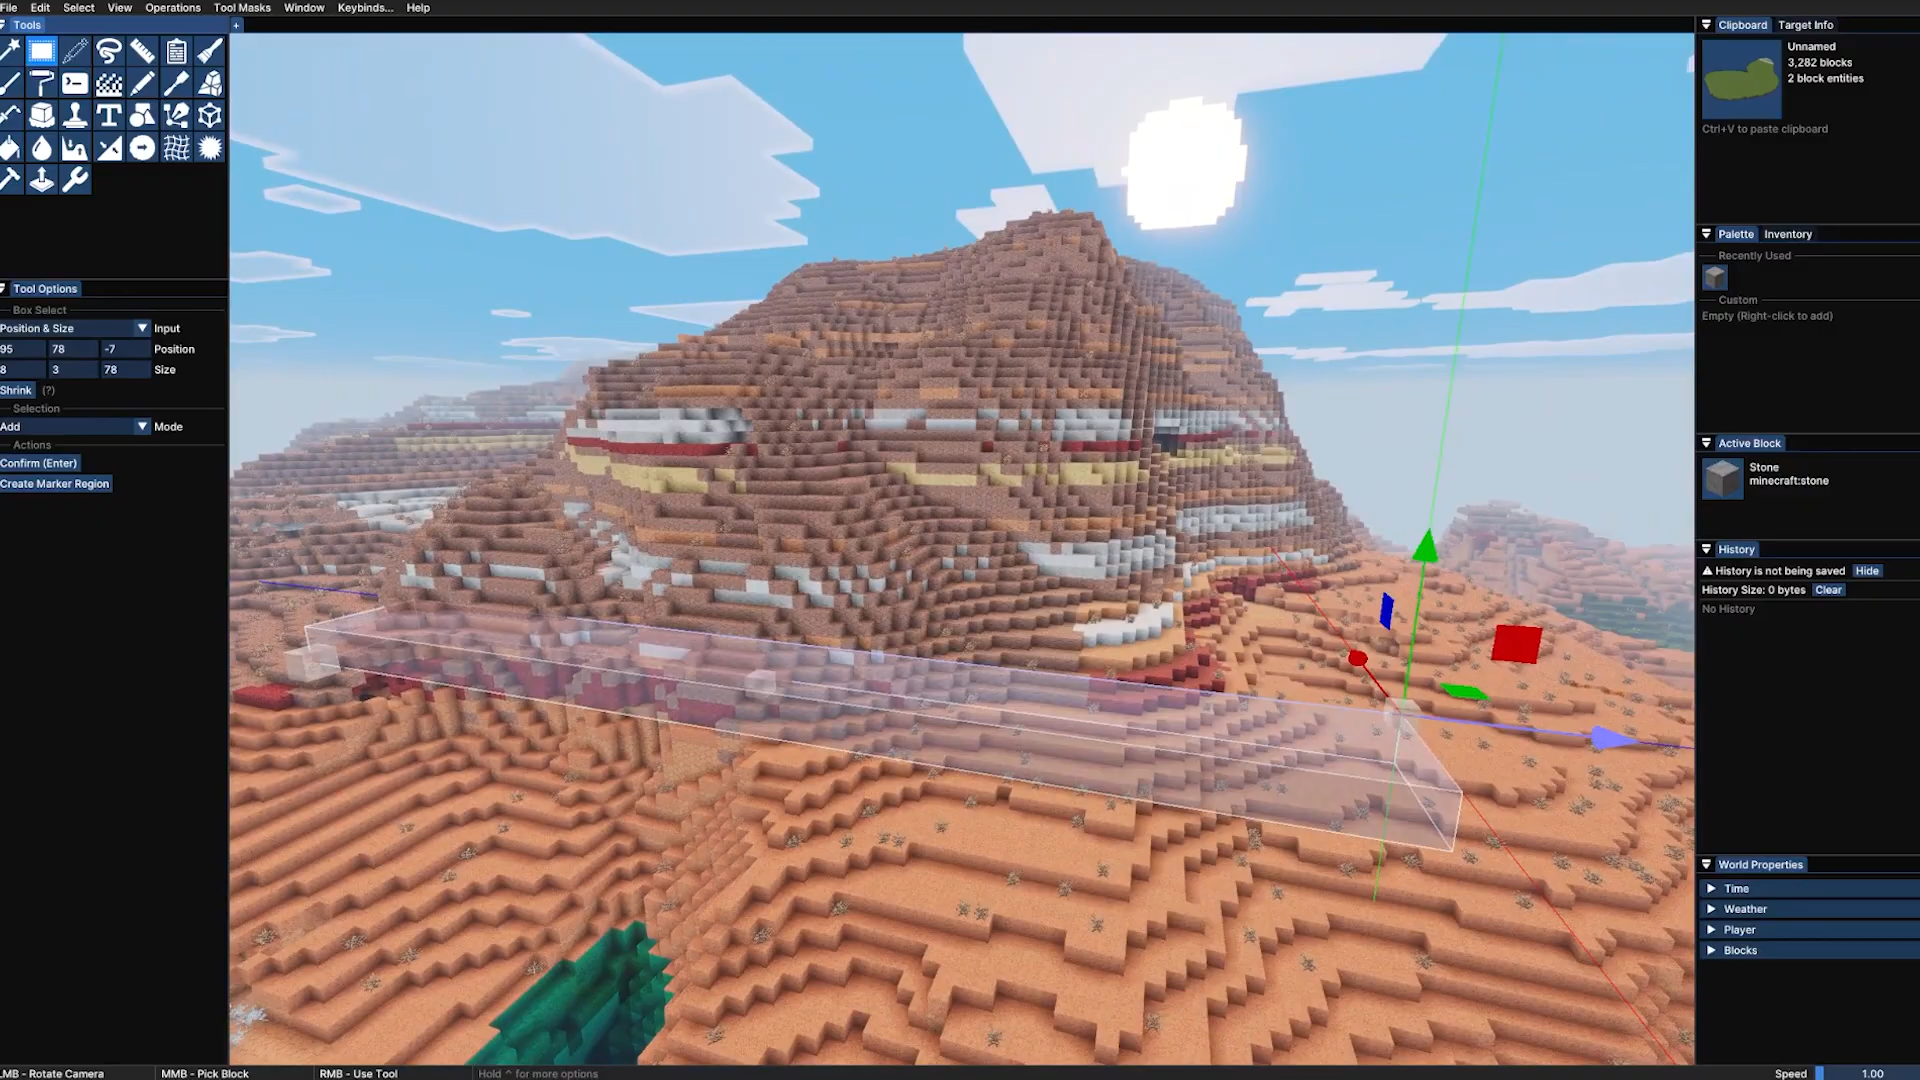 File Edit Select View Operations Tool Masks Window Keybinds... Help
Tools
+
Tool Options
Box Select
Position & Size Input
95 78 -7 Position
8 3 78 Size
Shrink (?)
Selection
Add Mode
Actions
Confirm (Enter)
Create Marker Region
Clipboard Target Info
Unnamed
3,282 blocks
2 block entities
Ctrl+V to paste clipboard
Palette Inventory
Recently Used
Custom
Empty (Right-click to add)
Active Block
Stone
minecraft:stone
History
History is not being saved Hide
History Size: 0 bytes Clear
No History
World Properties
Time
Weather
Player
Blocks
LMB - Rotate Camera MMB - Pick Block RMB - Use Tool Hold ^ for more options
Speed 1.00